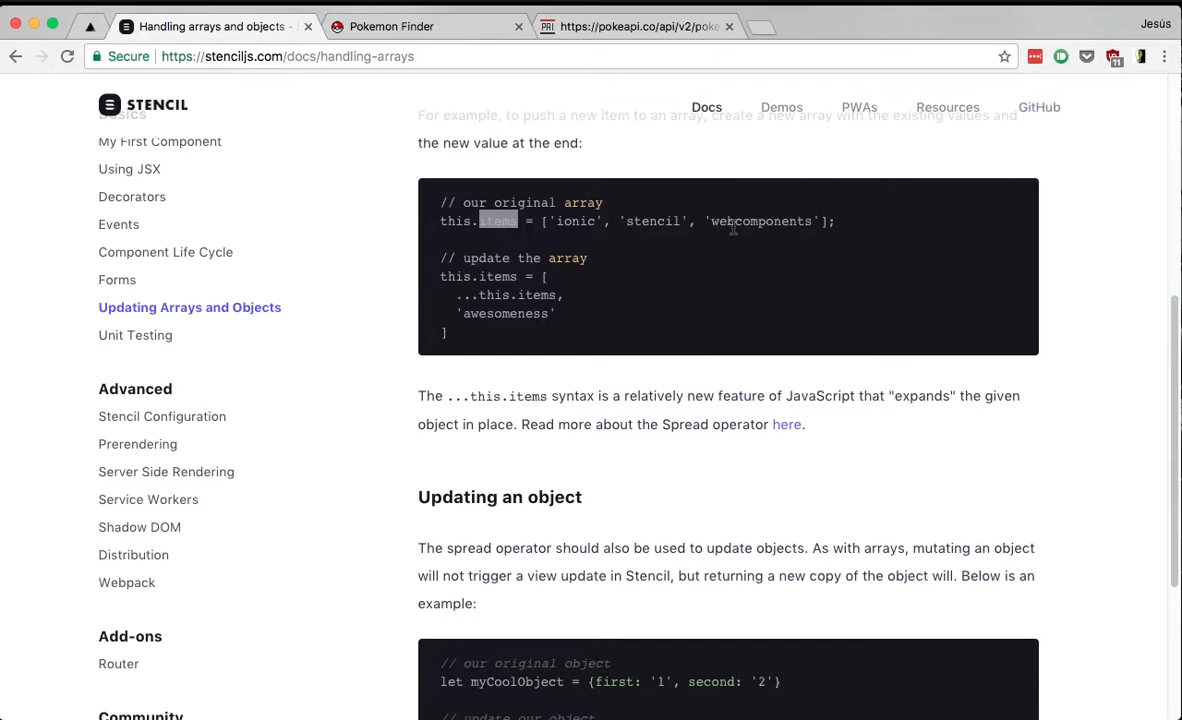 Handling arrays and objects -
Pokemon Finder
https://pokeapi.co/api/v2/poke
Jesús
Secure
https://stenciljs.com/docs/handling-arrays
11
STENCIL
Docs
Demos
PWAs
Resources
GitHub
Basics
My First Component
Using JSX
Decorators
Events
Component Life Cycle
Forms
Updating Arrays and Objects
Unit Testing
Advanced
Stencil Configuration
Prerendering
Server Side Rendering
Service Workers
Shadow DOM
Distribution
Webpack
Add-ons
Router
Community
For example, to push a new item to an array, create a new array with the existing values and
the new value at the end:
// our original array
this.items = ['ionic', 'stencil', 'webcomponents'];
// update the array
this.items = [
...this.items,
'awesomeness'
]
The ...this.items syntax is a relatively new feature of JavaScript that "expands" the given
object in place. Read more about the Spread operator here.
Updating an object
The spread operator should also be used to update objects. As with arrays, mutating an object
will not trigger a view update in Stencil, but returning a new copy of the object will. Below is an
example:
// our original object
let myCoolObject = {first: '1', second: '2'}
// update our object